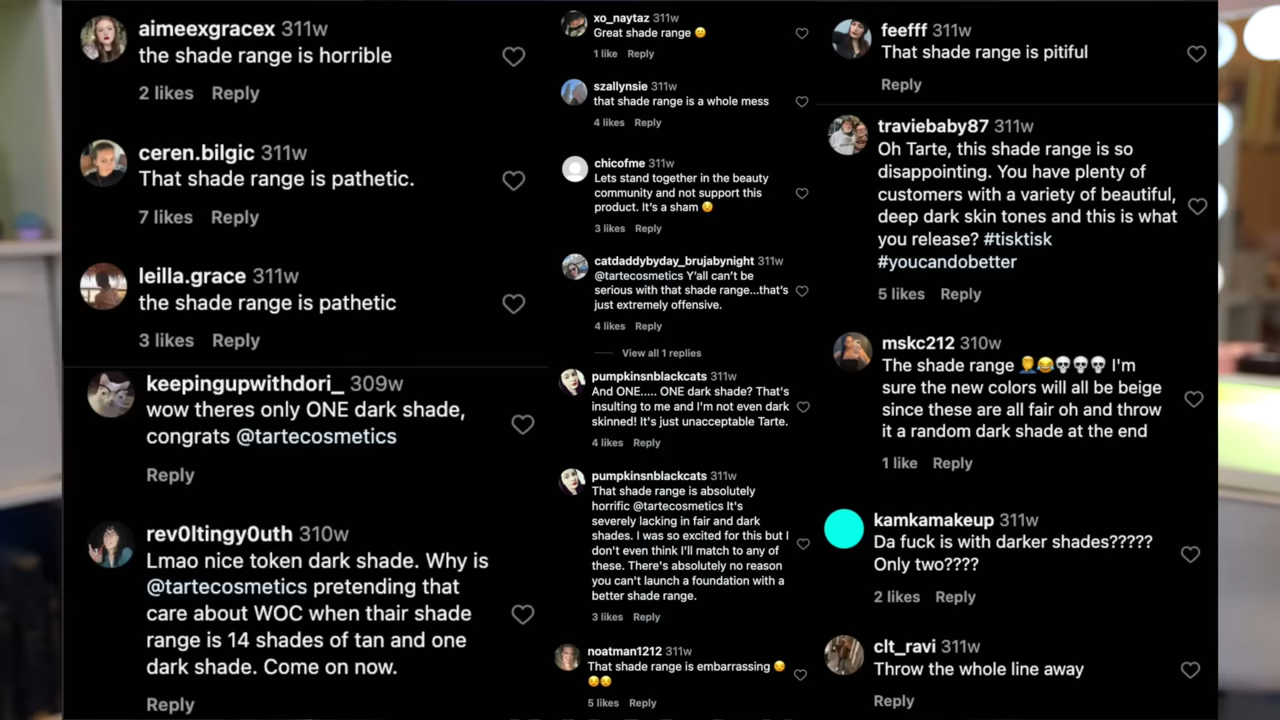 aimeexgracex 311w
the shade range is horrible
2 likes Reply
ceren.bilgic 311w
That shade range is pathetic.
7 likes Reply
leilla.grace 311w
the shade range is pathetic
3 likes Reply
keepingupwithdori_ 309w
wow theres only ONE dark shade,
congrats @tartecosmetics
Reply
rev0ltingy0uth 310w
Lmao nice token dark shade. Why is
@tartecosmetics pretending that
care about WOC when thair shade
range is 14 shades of tan and one
dark shade. Come on now.
Reply
xo_naytaz 311w
Great shade range 😊
1 like Reply
szallynsie 311w
that shade range is a whole mess
4 likes Reply
chicofme 311w
Lets stand together in the beauty
community and not support this
product. It's a sham 😉
3 likes Reply
catdaddybyday_brujabynight 311w
@tartecosmetics Y'all can't be
serious with that shade range...that's
just extremely offensive.
4 likes Reply
View all 1 replies
pumpkinsnblackcats 311w
And ONE..... ONE dark shade? That's
insulting to me and I'm not even dark
skinned! It's just unacceptable Tarte.
4 likes Reply
pumpkinsnblackcats 311w
That shade range is absolutely
horrific @tartecosmetics It's
severely lacking in fair and dark
shades. I was so excited for this but I
don't even think I'll match to any of
these. There's absolutely no reason
you can't launch a foundation with a
better shade range.
3 likes Reply
noatman1212 311w
That shade range is embarrassing 😣
😣😣
5 likes Reply
feefff 311w
That shade range is pitiful
Reply
traviebaby87 311w
Oh Tarte, this shade range is so
disappointing. You have plenty of
customers with a variety of beautiful,
deep dark skin tones and this is what
you release? #tisktisk
#youcandobetter
5 likes Reply
mskc212 310w
The shade range 🤦😂💀💀💀 I'm
sure the new colors will all be beige
since these are all fair oh and throw
it a random dark shade at the end
1 like Reply
kamkamakeup 311w
Da fuck is with darker shades?????
Only two????
2 likes Reply
clt_ravi 311w
Throw the whole line away
Reply